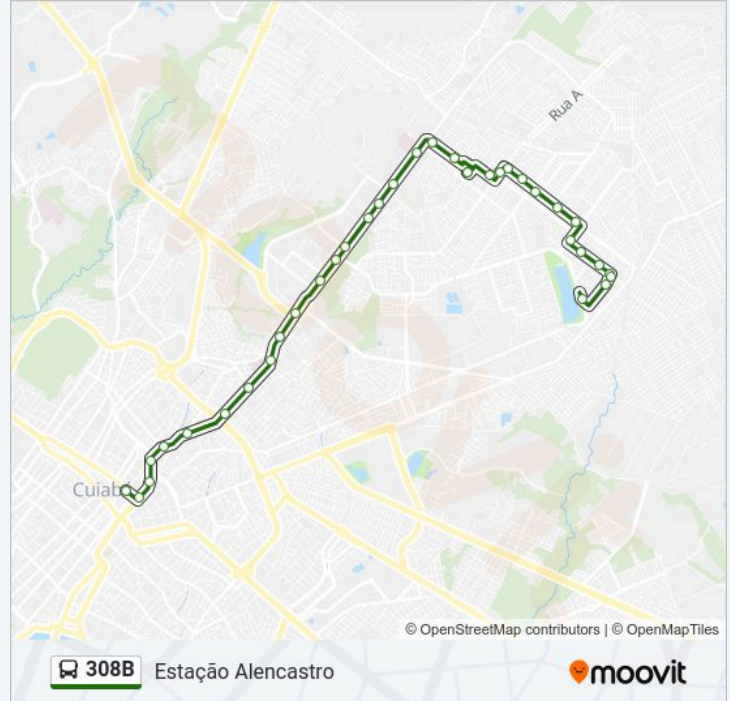 Rua A
Cuiabá
© OpenStreetMap contributors | © OpenMapTiles
308B Estação Alencastro
moovit